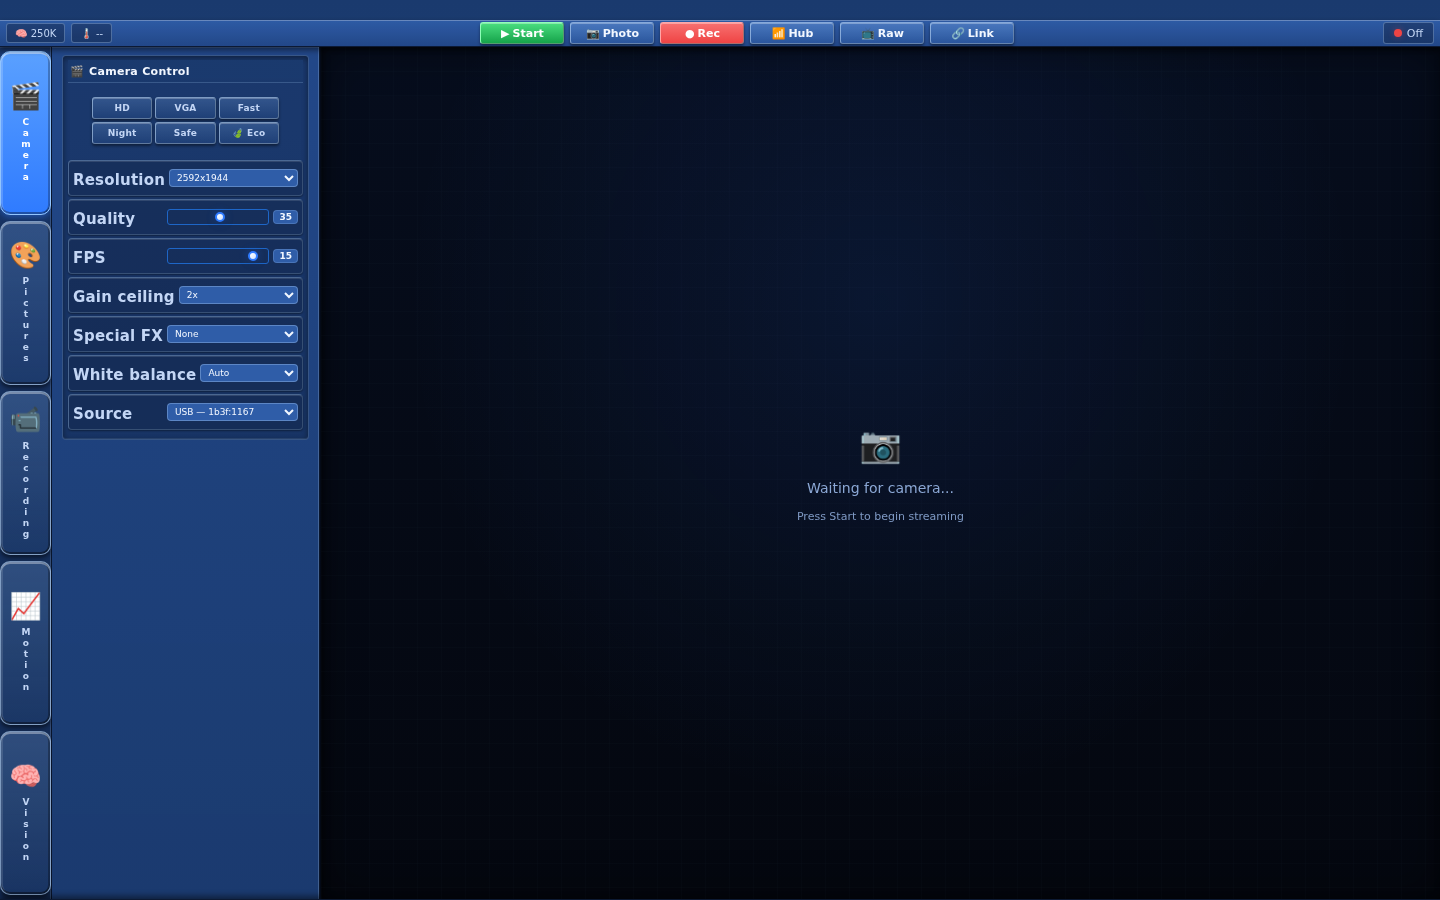 250K
--
Start
Photo
Rec
Hub
Raw
Link
Off
Camera
Pictures
Recording
Motion
Vision
Camera Control
HD
VGA
Fast
Night
Safe
Eco
Resolution
2592x1944
Quality
35
FPS
15
Gain ceiling
2x
Special FX
None
White balance
Auto
Source
USB — 1b3f:1167
Waiting for camera...
Press Start to begin streaming